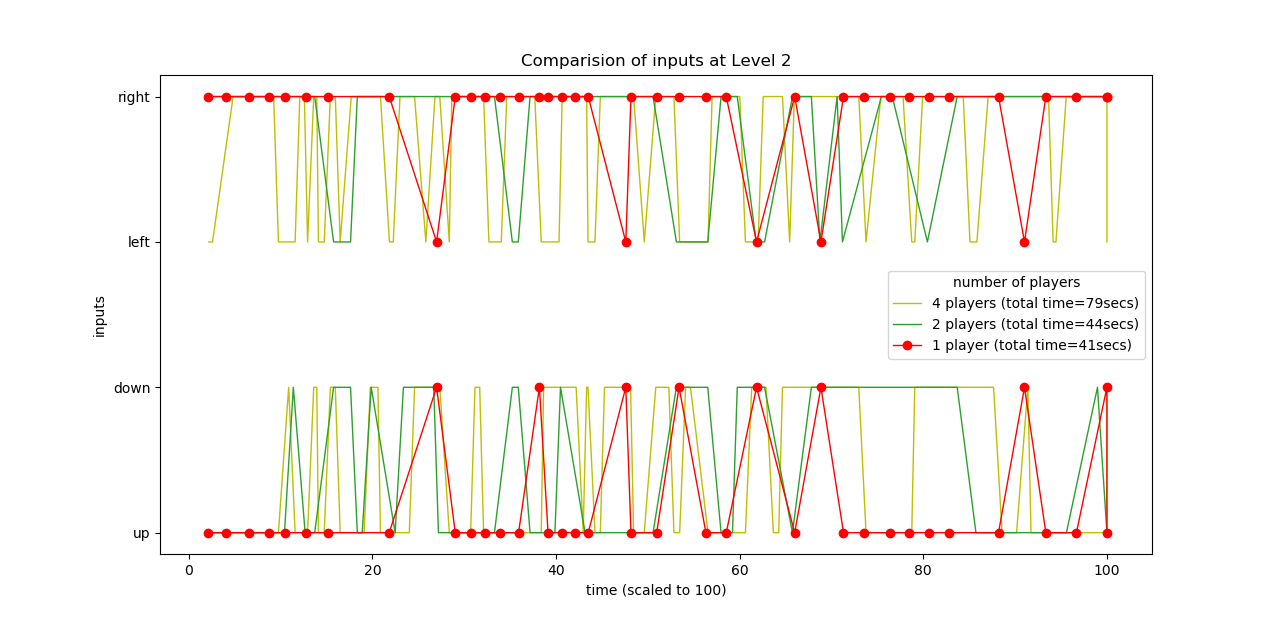 Comparision of inputs at Level 2
right
left
down
up
inputs
number of players
4 players (total time=79secs)
2 players (total time=44secs)
1 player (total time=41secs)
0 20 40 60 80 100
time (scaled to 100)